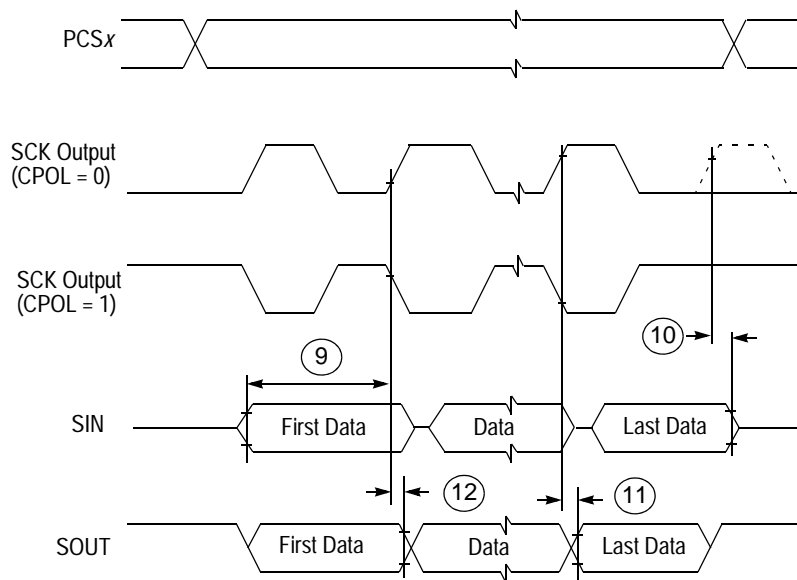 PCSx
SCK Output
(CPOL = 0)
SCK Output
(CPOL = 1)
9
10
SIN
First Data
Data
Last Data
12
11
SOUT
First Data
Data
Last Data